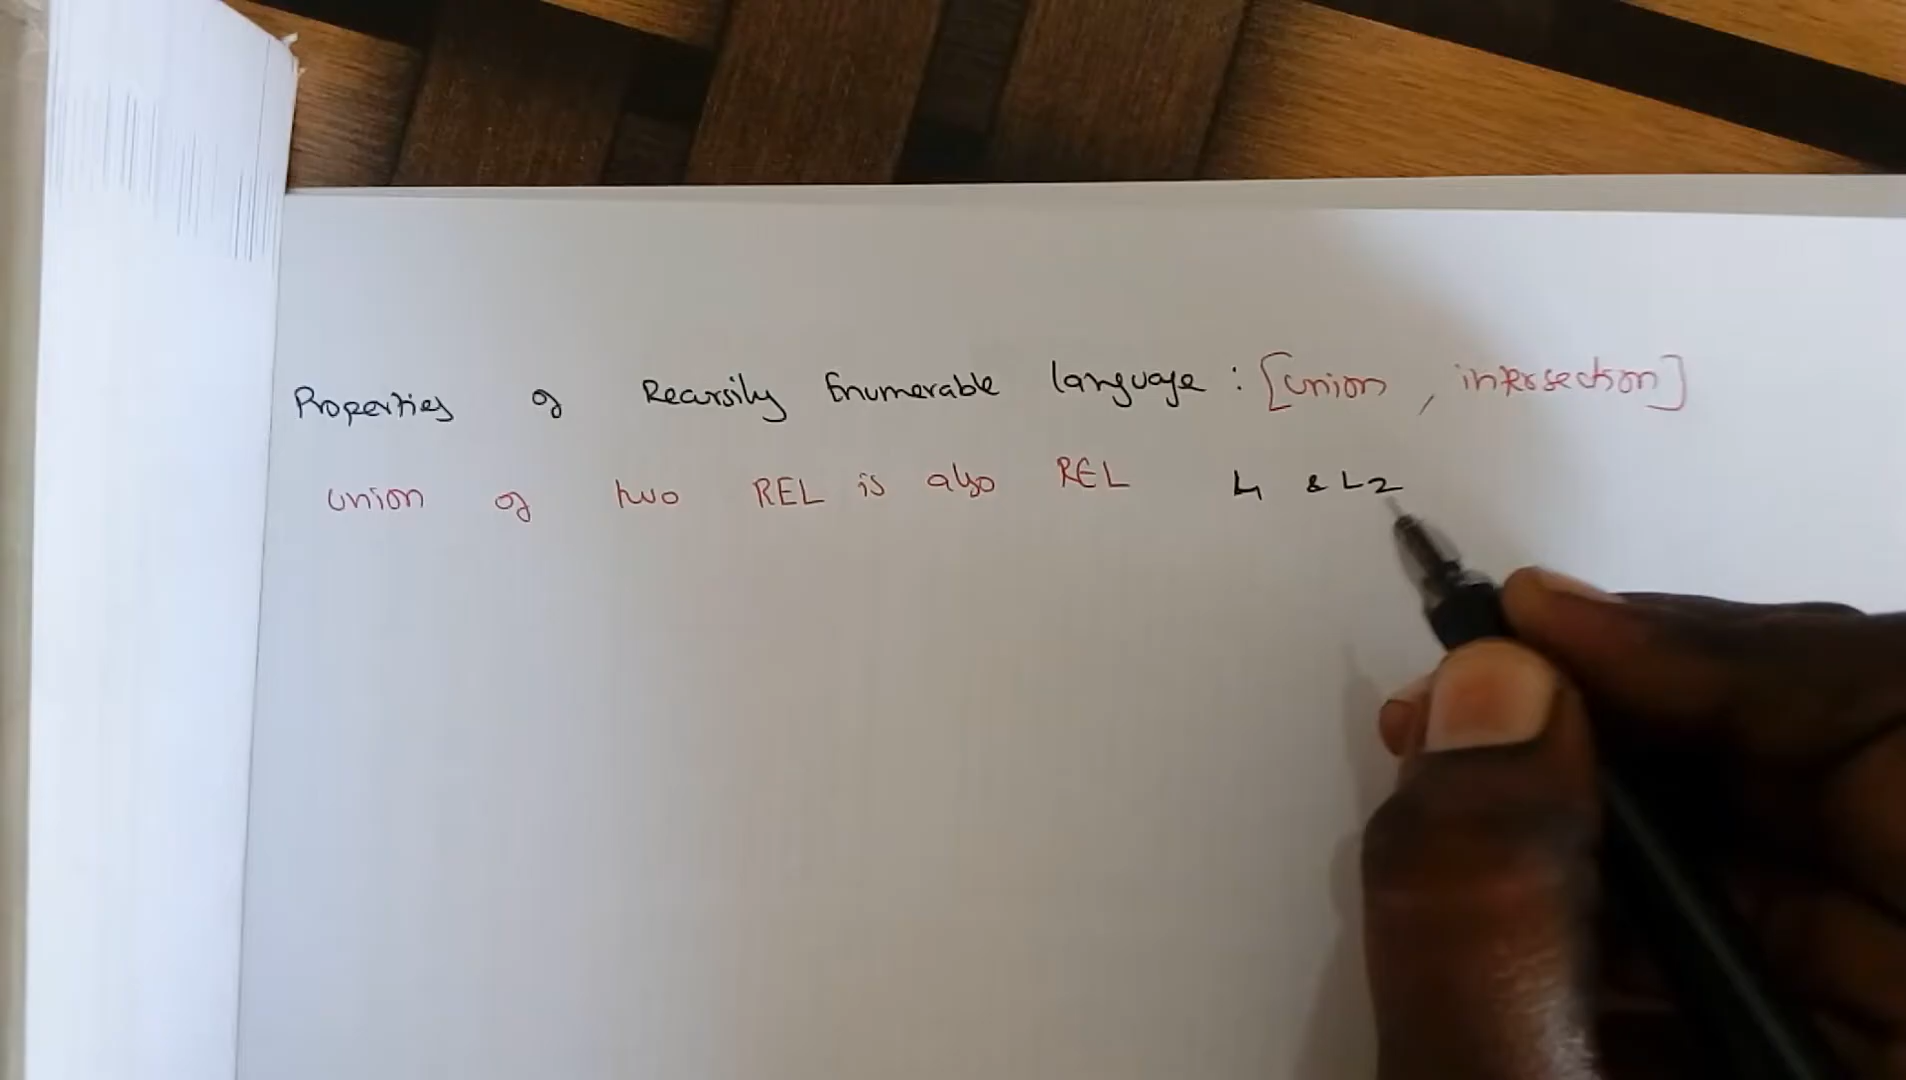 Properties of Recursily Enumerable language : [union , intersection]
union of two REL is also REL L1 & L2